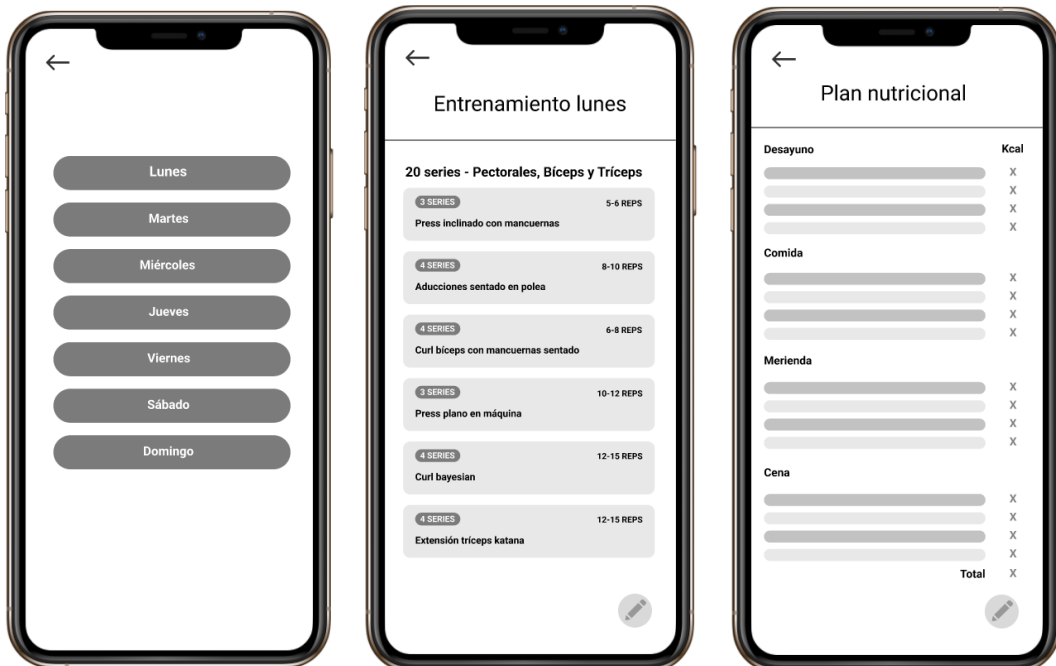 Lunes
Martes
Miércoles
Jueves
Viernes
Sábado
Domingo
Entrenamiento lunes
20 series - Pectorales, Bíceps y Tríceps
3 SERIES 5-6 REPS
Press inclinado con mancuernas
4 SERIES 8-10 REPS
Aducciones sentado en polea
4 SERIES 6-8 REPS
Curl bíceps con mancuernas sentado
3 SERIES 10-12 REPS
Press plano en máquina
4 SERIES 12-15 REPS
Curl bayesian
4 SERIES 12-15 REPS
Extensión tríceps katana
Plan nutricional
Desayuno Kcal
X
X
X
X
Comida
X
X
X
X
Merienda
X
X
X
X
Cena
X
X
X
X
Total X